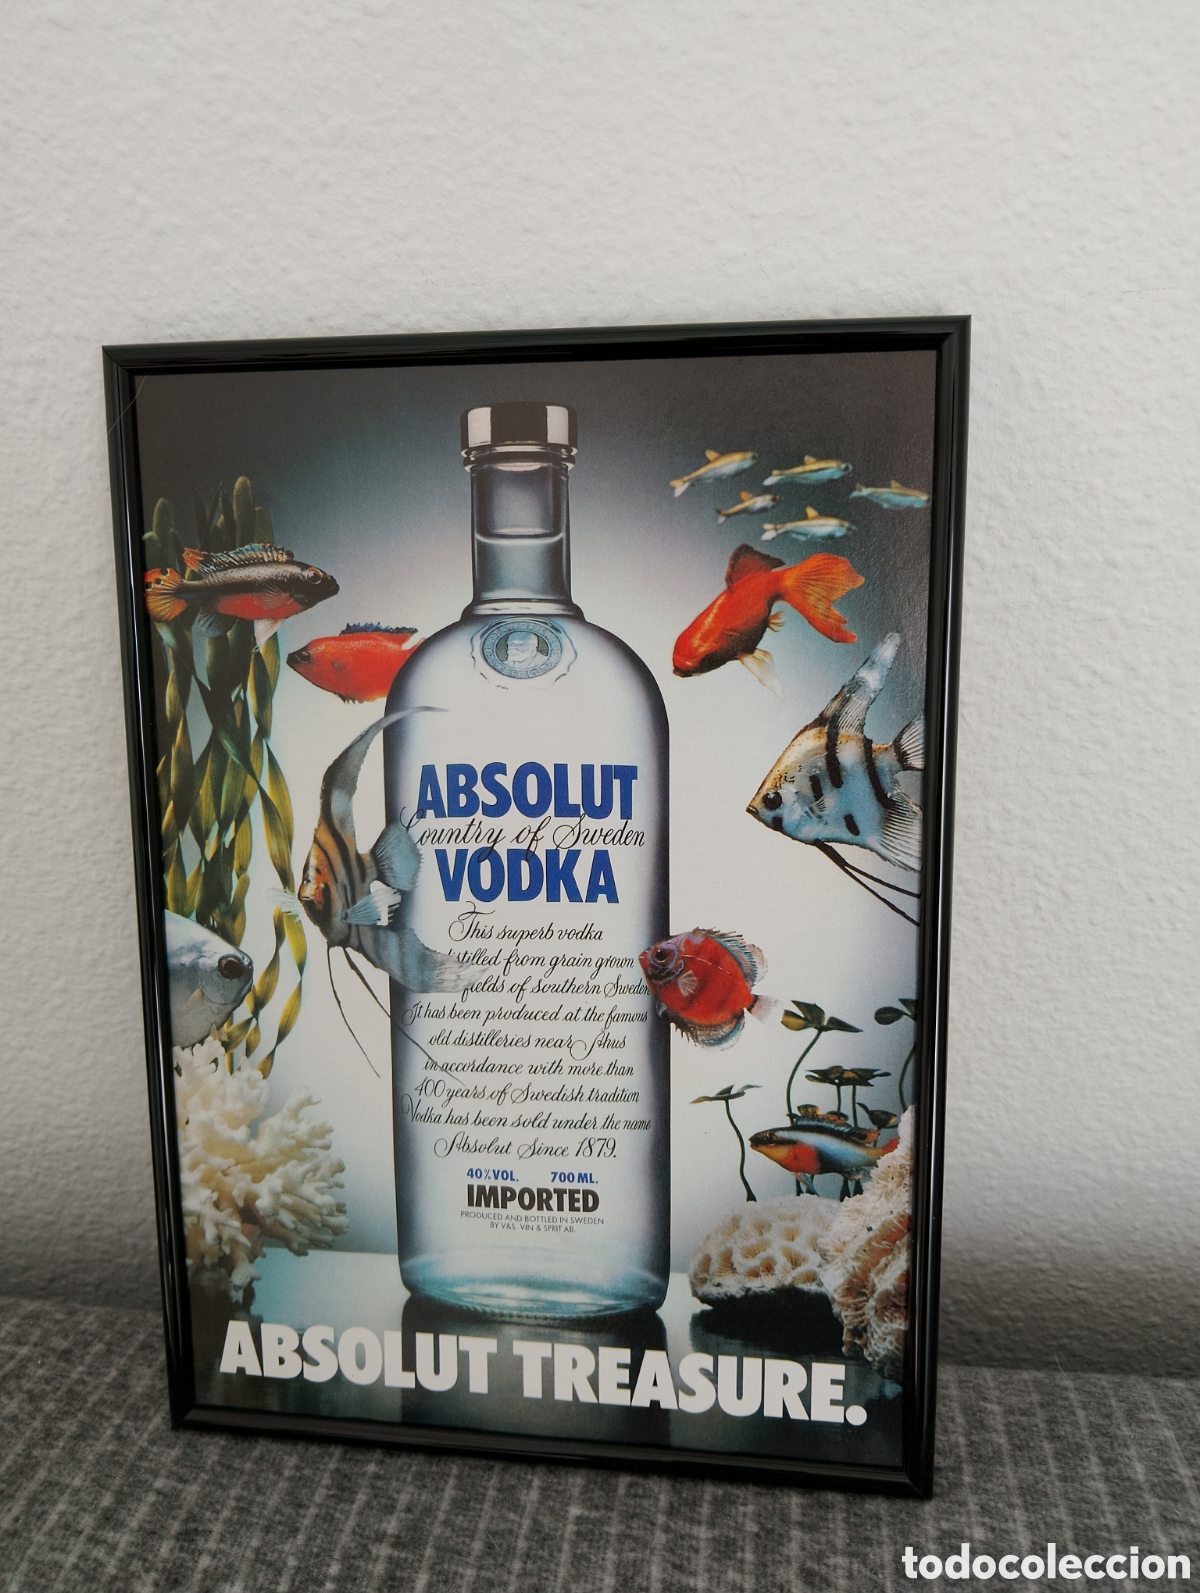 ABSOLUT
Country of Sweden
VODKA
This superb vodka
distilled from grain grown
fields of southern Sweden
It has been produced at the famous
old distilleries near Åhus
in accordance with more than
400 years of Swedish tradition
Vodka has been sold under the name
Absolut Since 1879.
40% VOL. 700 ML.
IMPORTED
PRODUCED AND BOTTLED IN SWEDEN
BY V&S VIN & SPRIT AB.
ABSOLUT TREASURE.
todocoleccion